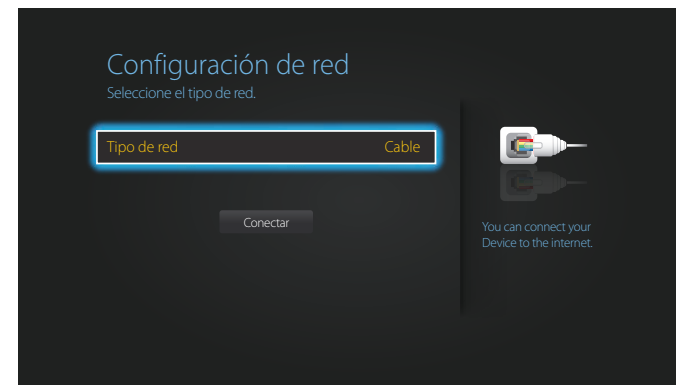 Configuración de red
Seleccione el tipo de red.
Tipo de red Cable
Conectar
You can connect your
Device to the internet.